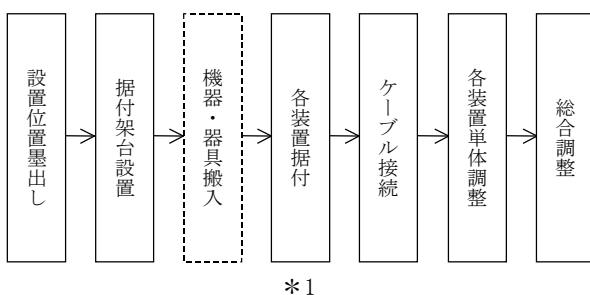 設置位置墨出し
据付架台設置
機器・器具搬入
各装置据付
ケーブル接続
各装置単体調整
総合調整
＊1